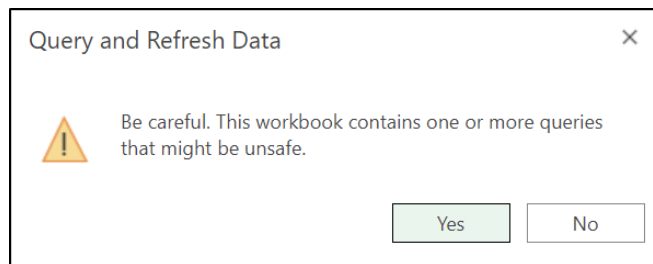 Query and Refresh Data
Be careful. This workbook contains one or more queries
that might be unsafe.
Yes
No